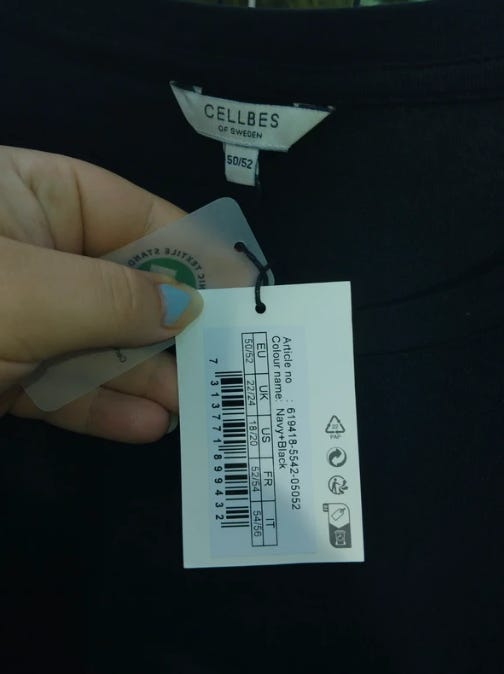 CELLBES
OF SWEDEN
50/52
Article no : 619418-5542-05052
Colour name: Navy+Black
EU UK US FR IT
50/52 22/24 18/20 52/54 54/56
7 313771 899432
PAP